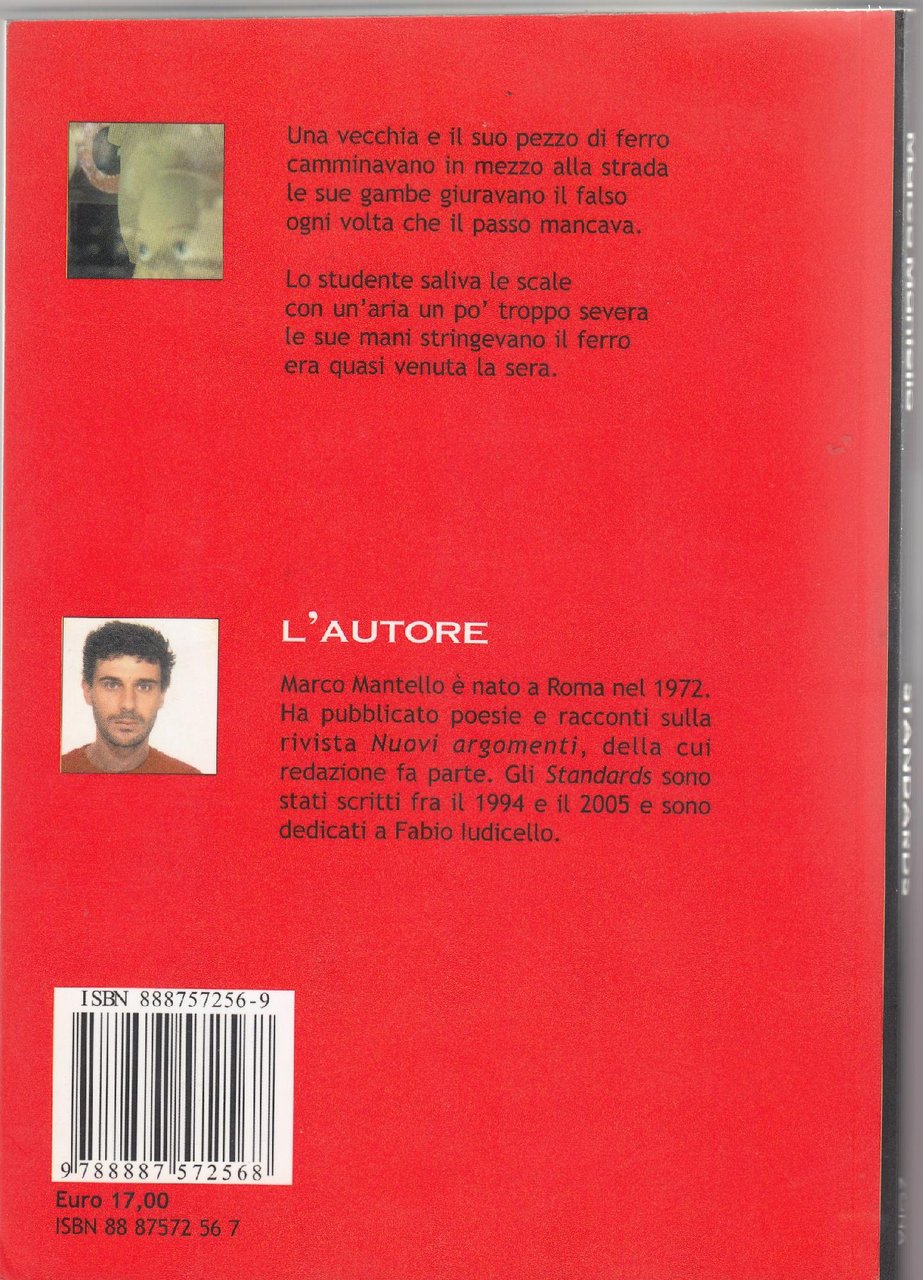 Una vecchia e il suo pezzo di ferro
camminavano in mezzo alla strada
le sue gambe giuravano il falso
ogni volta che il passo mancava.
Lo studente saliva le scale
con un'aria un po' troppo severa
le sue mani stringevano il ferro
era quasi venuta la sera.
L'AUTORE
Marco Mantello è nato a Roma nel 1972.
Ha pubblicato poesie e racconti sulla
rivista Nuovi argomenti, della cui
redazione fa parte. Gli Standards sono
stati scritti fra il 1994 e il 2005 e sono
dedicati a Fabio Iudicello.
ISBN 888757256-9
9 788887 572568
Euro 17,00
ISBN 88 87572 56 7